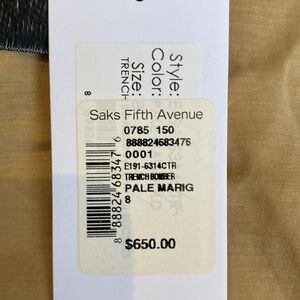 Style:
Color:
Size:
TRENCH
8
Saks Fifth Avenue
0785 150
888824683476
0001
E191-6314CTR
TRENCH BOMBER
PALE MARIG
8
$650.00
8 88824 68347 6